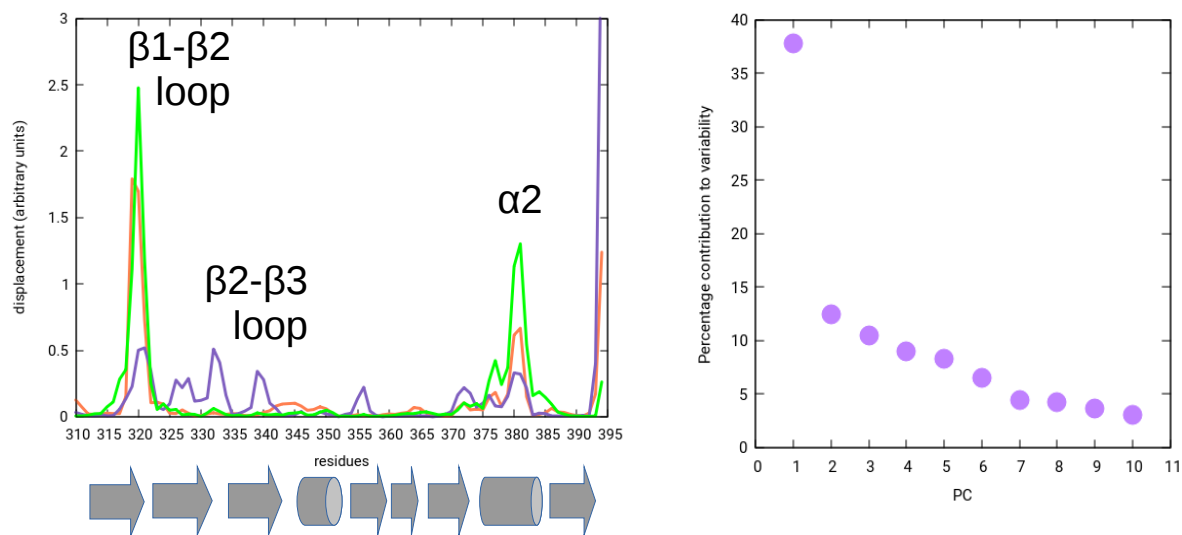 3
2.5
2
1.5
1
0.5
0
displacement (arbitrary units)
β1-β2
loop
β2-β3
loop
α2
310 315 320 325 330 335 340 345 350 355 360 365 370 375 380 385 390 395
residues
40
35
30
25
20
15
10
5
0
Percentage contribution to variability
0 1 2 3 4 5 6 7 8 9 10 11
PC